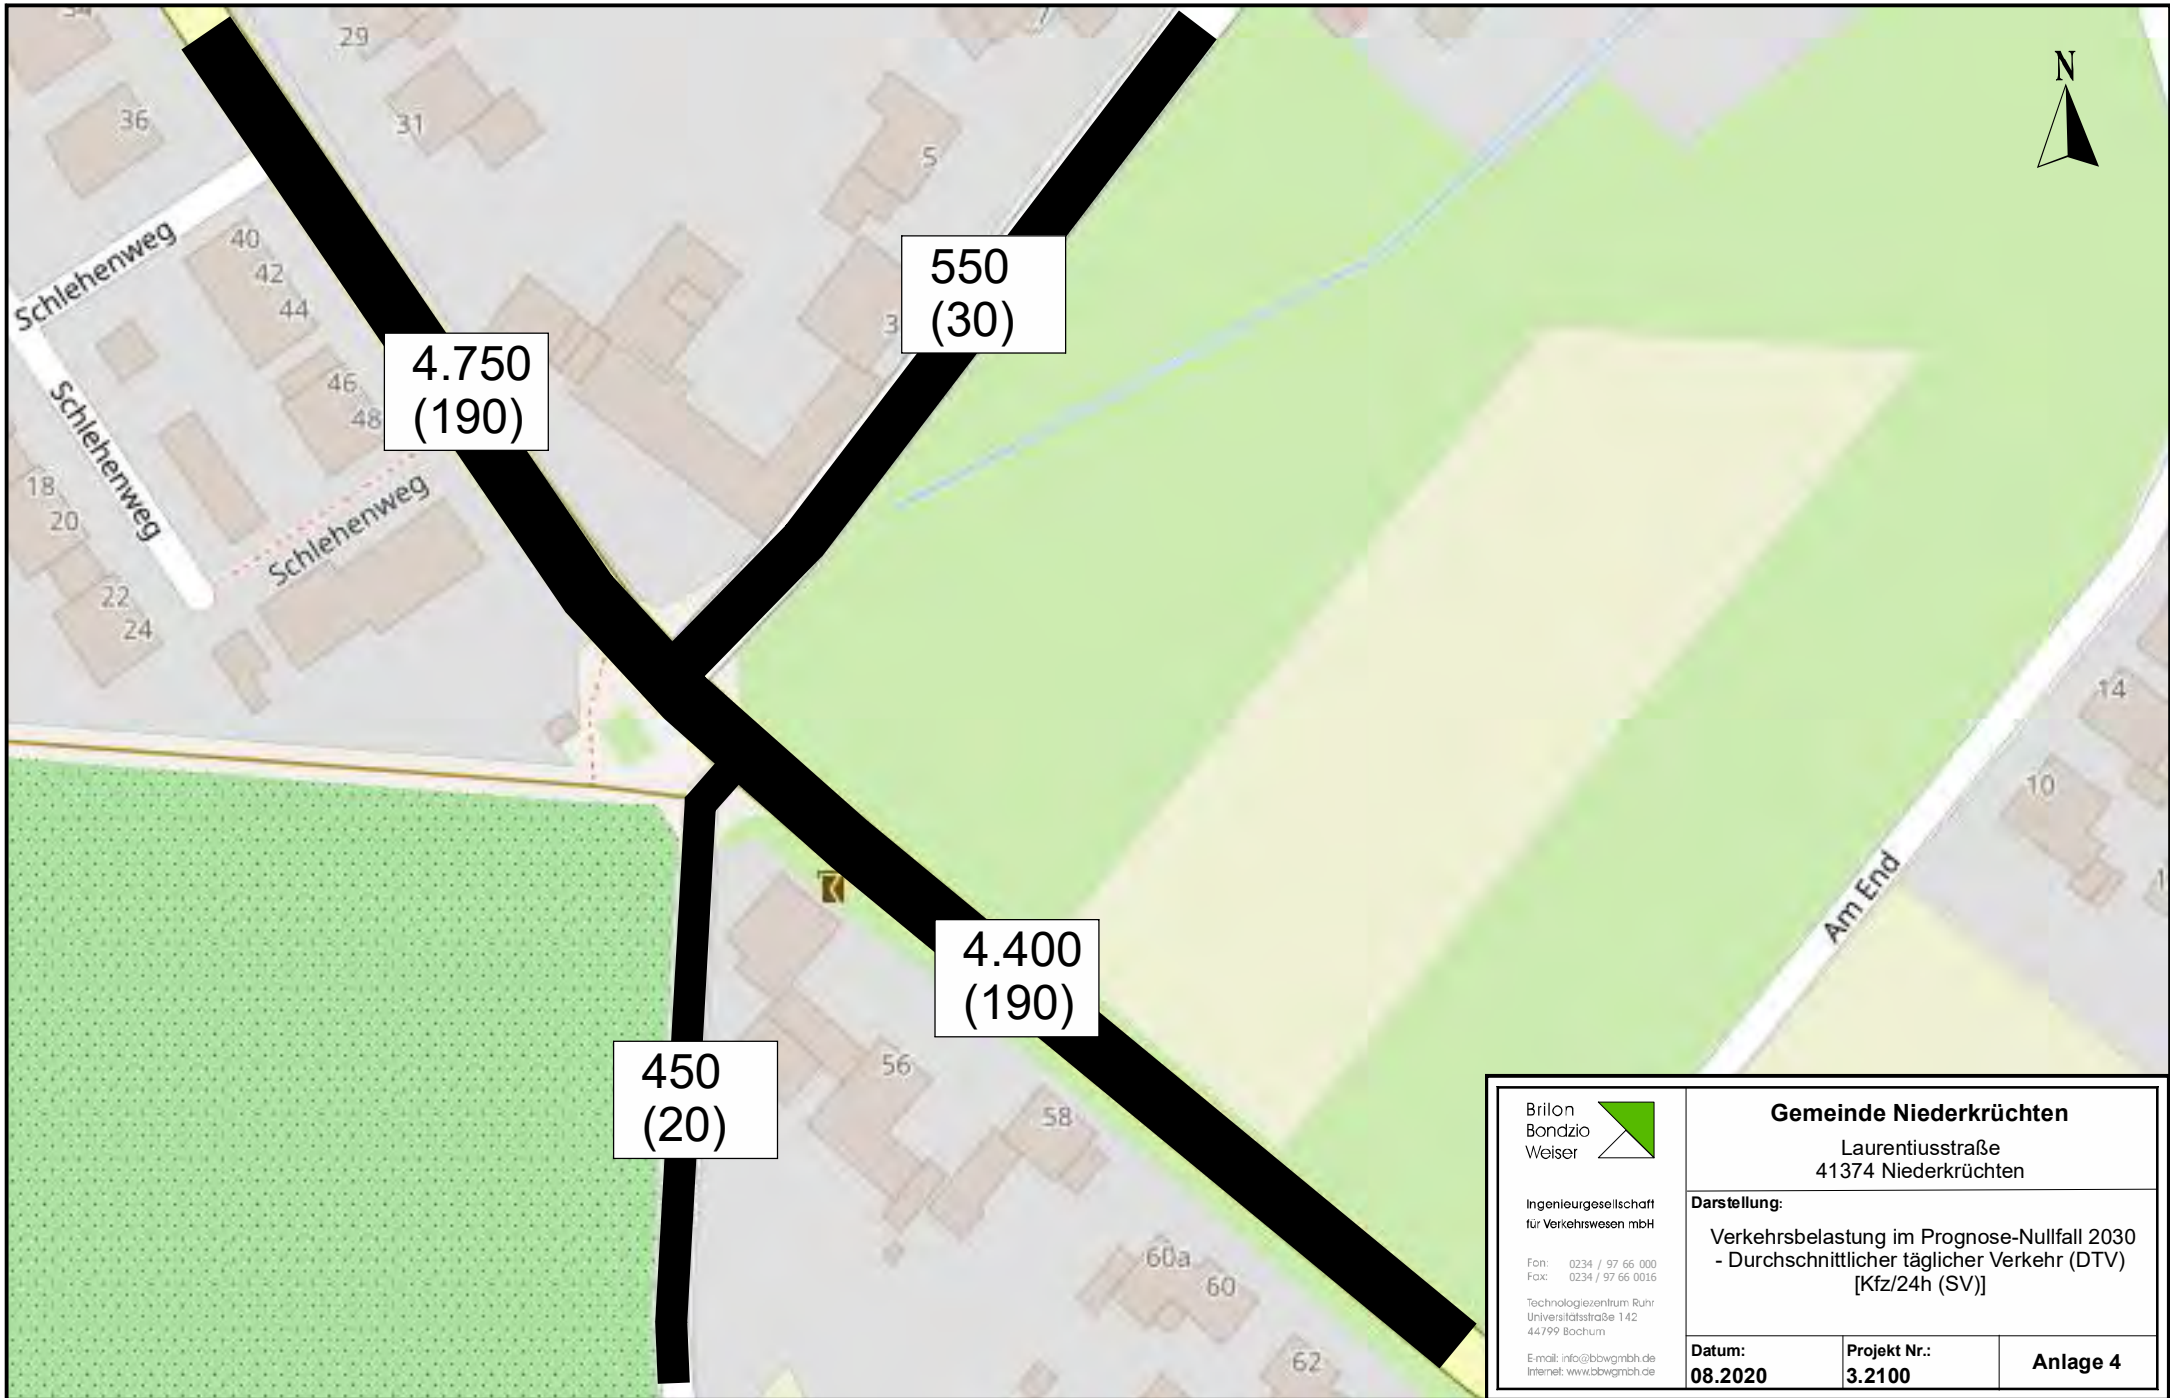 34
29
7
N
36
31
5
Schlehenweg
40
42
44
550
(30)
3
4.750
(190)
46
48
Schlehenweg
18
20
Schlehenweg
22
24
14
10
1
Am End
4.400
(190)
450
(20)
56
58
60a
60
62
Brilon
Bondzio
Weiser
Ingenieurgesellschaft
für Verkehrswesen mbH
Fon: 0234 / 97 66 000
Fax: 0234 / 97 66 0016
Technologiezentrum Ruhr
Universitätsstraße 142
44799 Bochum
E-mail: info@bbwgmbh.de
Internet: www.bbwgmbh.de
Gemeinde Niederkrüchten
Laurentiusstraße
41374 Niederkrüchten
Darstellung:
Verkehrsbelastung im Prognose-Nullfall 2030
- Durchschnittlicher täglicher Verkehr (DTV)
[Kfz/24h (SV)]
Datum:
08.2020
Projekt Nr.:
3.2100
Anlage 4